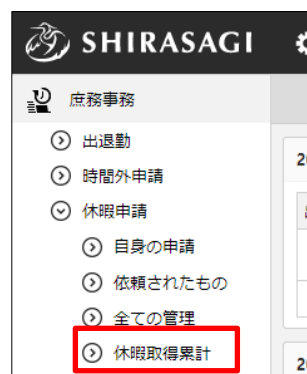 SHIRASAGI
庶務事務
出退勤
時間外申請
休暇申請
自身の申請
依頼されたもの
全ての管理
休暇取得累計